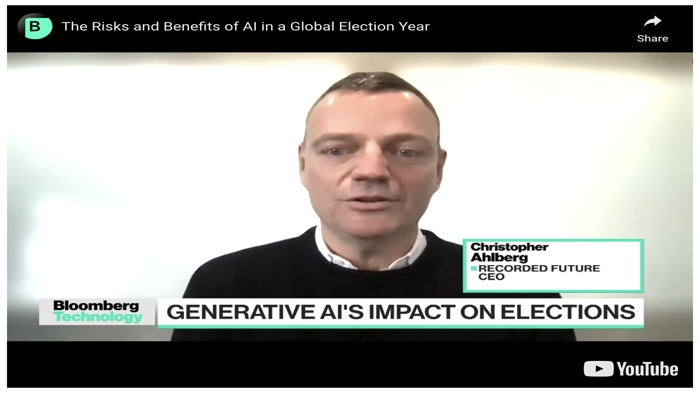 B
The Risks and Benefits of AI in a Global Election Year
Share
Christopher
Ahlberg
RECORDED FUTURE
CEO
Bloomberg
Technology
GENERATIVE AI'S IMPACT ON ELECTIONS
YouTube